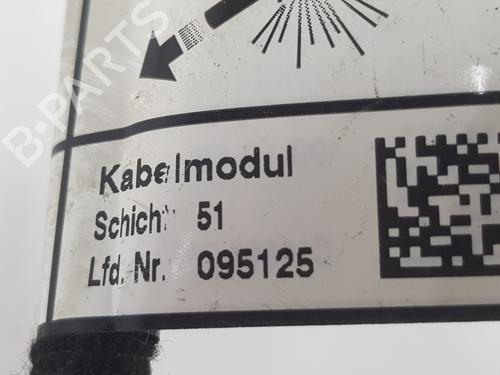 B-PARTS
Kabelmodul
Schicht 51
Lfd. Nr. 095125